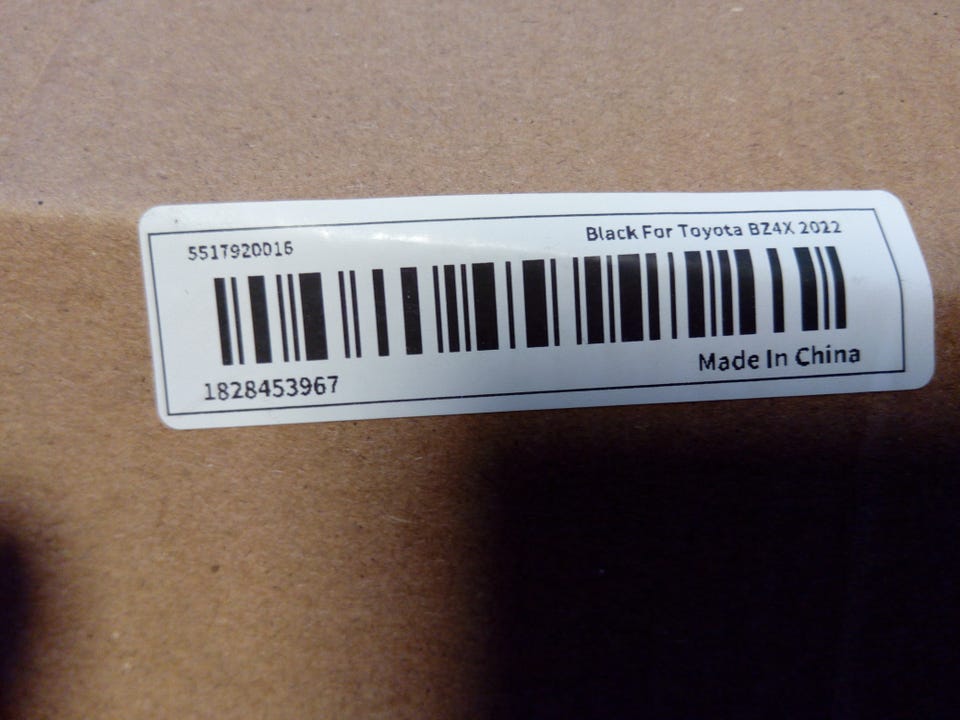 5517920016
Black For Toyota BZ4X 2022
1828453967
Made In China